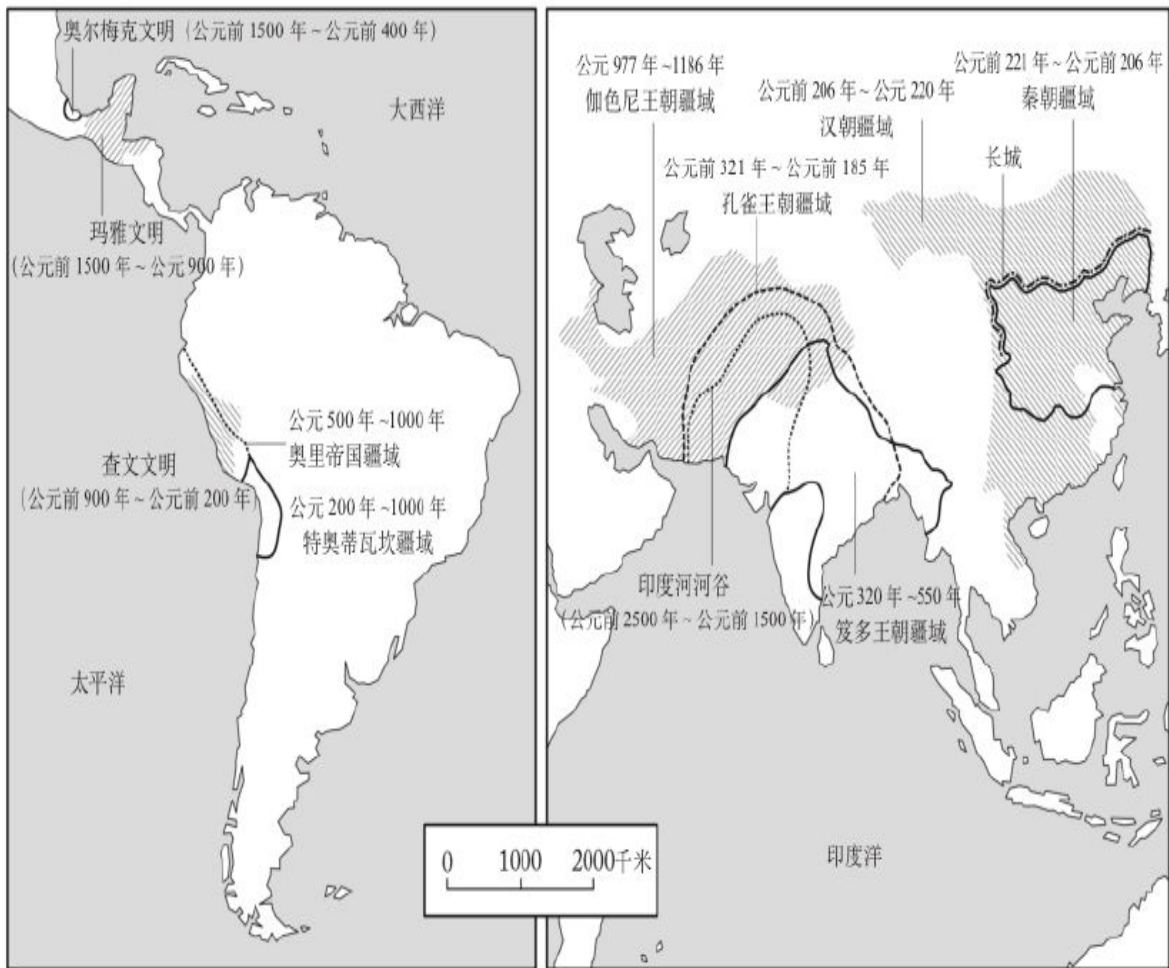 奥尔梅克文明（公元前 1500 年～公元前 400 年）
大西洋
玛雅文明
（公元前 1500 年～公元 900 年）
公元 500 年 ~1000 年
奥里帝国疆域
查文文明
（公元前 900 年～公元前 200 年）
公元 200 年 ~1000 年
特奥蒂瓦坎疆域
太平洋
0 1000 2000千米
公元 977 年 ~1186 年
伽色尼王朝疆域
公元前 206 年～公元 220 年
汉朝疆域
公元前 221 年～公元前 206 年
秦朝疆域
长城
公元前 321 年～公元前 185 年
孔雀王朝疆域
印度河河谷
（公元前 2500 年～公元前 1500 年）
公元 320 年 ~550 年
笈多王朝疆域
印度洋